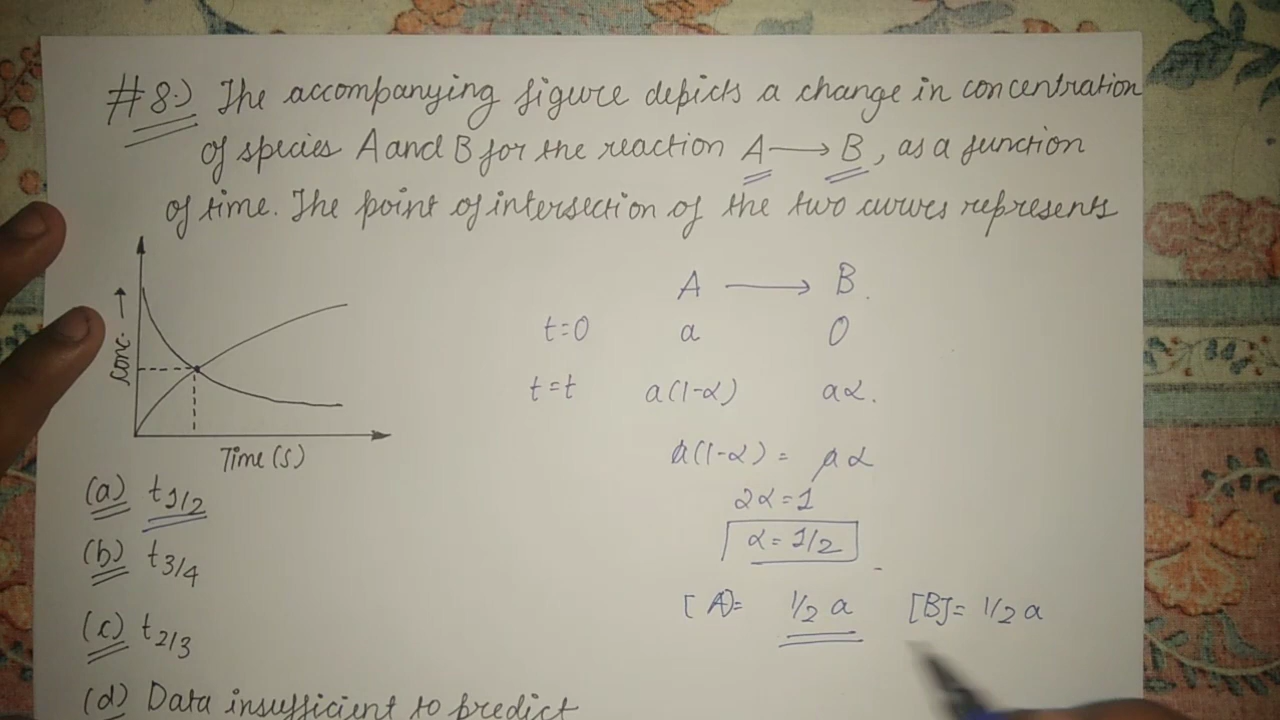 #8.) The accompanying figure depicts a change in concentration
of species A and B for the reaction A ⟶ B, as a function
of time. The point of intersection of the two curves represents
conc. →
Time (s)
A ⟶ B.
t=0 a 0
t=t a(1-α) aα.
a(1-α) = aα
2α=1
α= 1/2
[A]= 1/2 a [B]= 1/2 a
(a) t1/2
(b) t3/4
(c) t2/3
(d) Data insufficient to predict